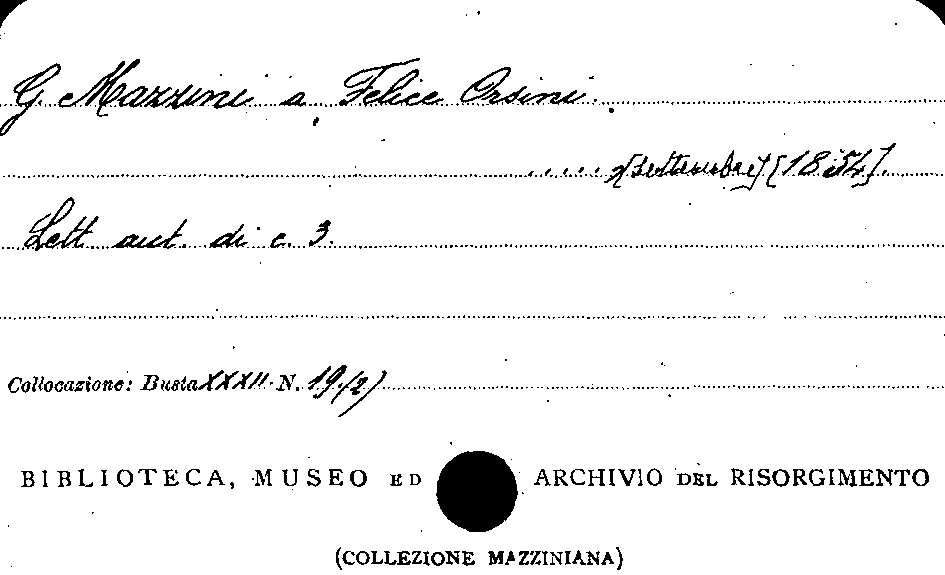 G. Mazzini a Felice Orsini.
..... [settembre] [1854].
Lett. aut. di c. 3.
Collocazione: Busta XXXII N. 19.(2)
BIBLIOTECA, MUSEO ED ARCHIVIO DEL RISORGIMENTO
(COLLEZIONE MAZZINIANA)